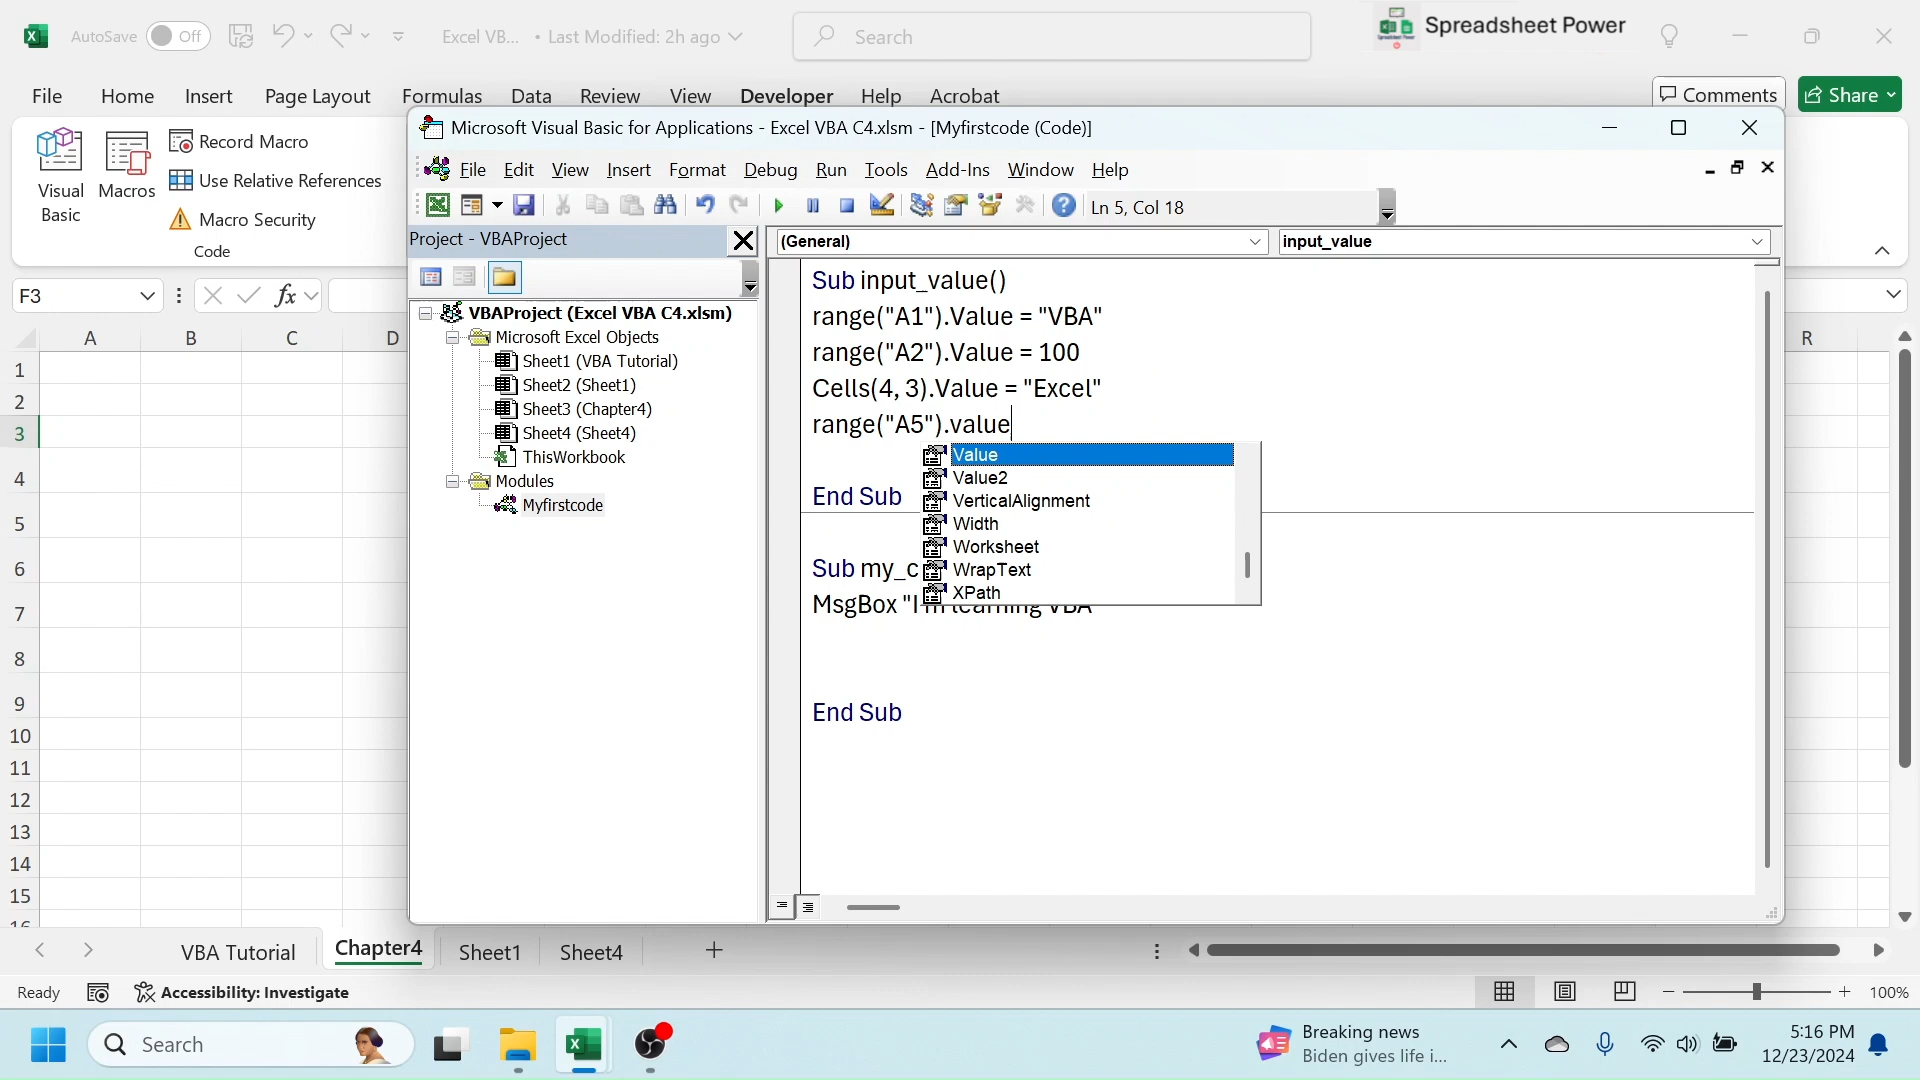 AutoSave Off Excel VB... • Last Modified: 2h ago Search Spreadsheet Power
File Home Insert Page Layout Formulas Data Review View Developer Help Acrobat Comments Share
Visual Basic
Macros
Record Macro
Use Relative References
Macro Security
Code
F3 fx
A B C D R
1
2
3
4
5
6
7
8
9
10
11
12
13
14
15
Microsoft Visual Basic for Applications - Excel VBA C4.xlsm - [Myfirstcode (Code)]
File Edit View Insert Format Debug Run Tools Add-Ins Window Help
Ln 5, Col 18
Project - VBAProject
VBAProject (Excel VBA C4.xlsm)
Microsoft Excel Objects
Sheet1 (VBA Tutorial)
Sheet2 (Sheet1)
Sheet3 (Chapter4)
Sheet4 (Sheet4)
ThisWorkbook
Modules
Myfirstcode
(General) input_value
Sub input_value()
range("A1").Value = "VBA"
range("A2").Value = 100
Cells(4, 3).Value = "Excel"
range("A5").value
Value
Value2
VerticalAlignment
Width
Worksheet
WrapText
XPath
End Sub
Sub my_c
MsgBox "I'm learning VBA
End Sub
VBA Tutorial Chapter4 Sheet1 Sheet4
Ready Accessibility: Investigate 100%
Search
Breaking news
Biden gives life i...
5:16 PM
12/23/2024